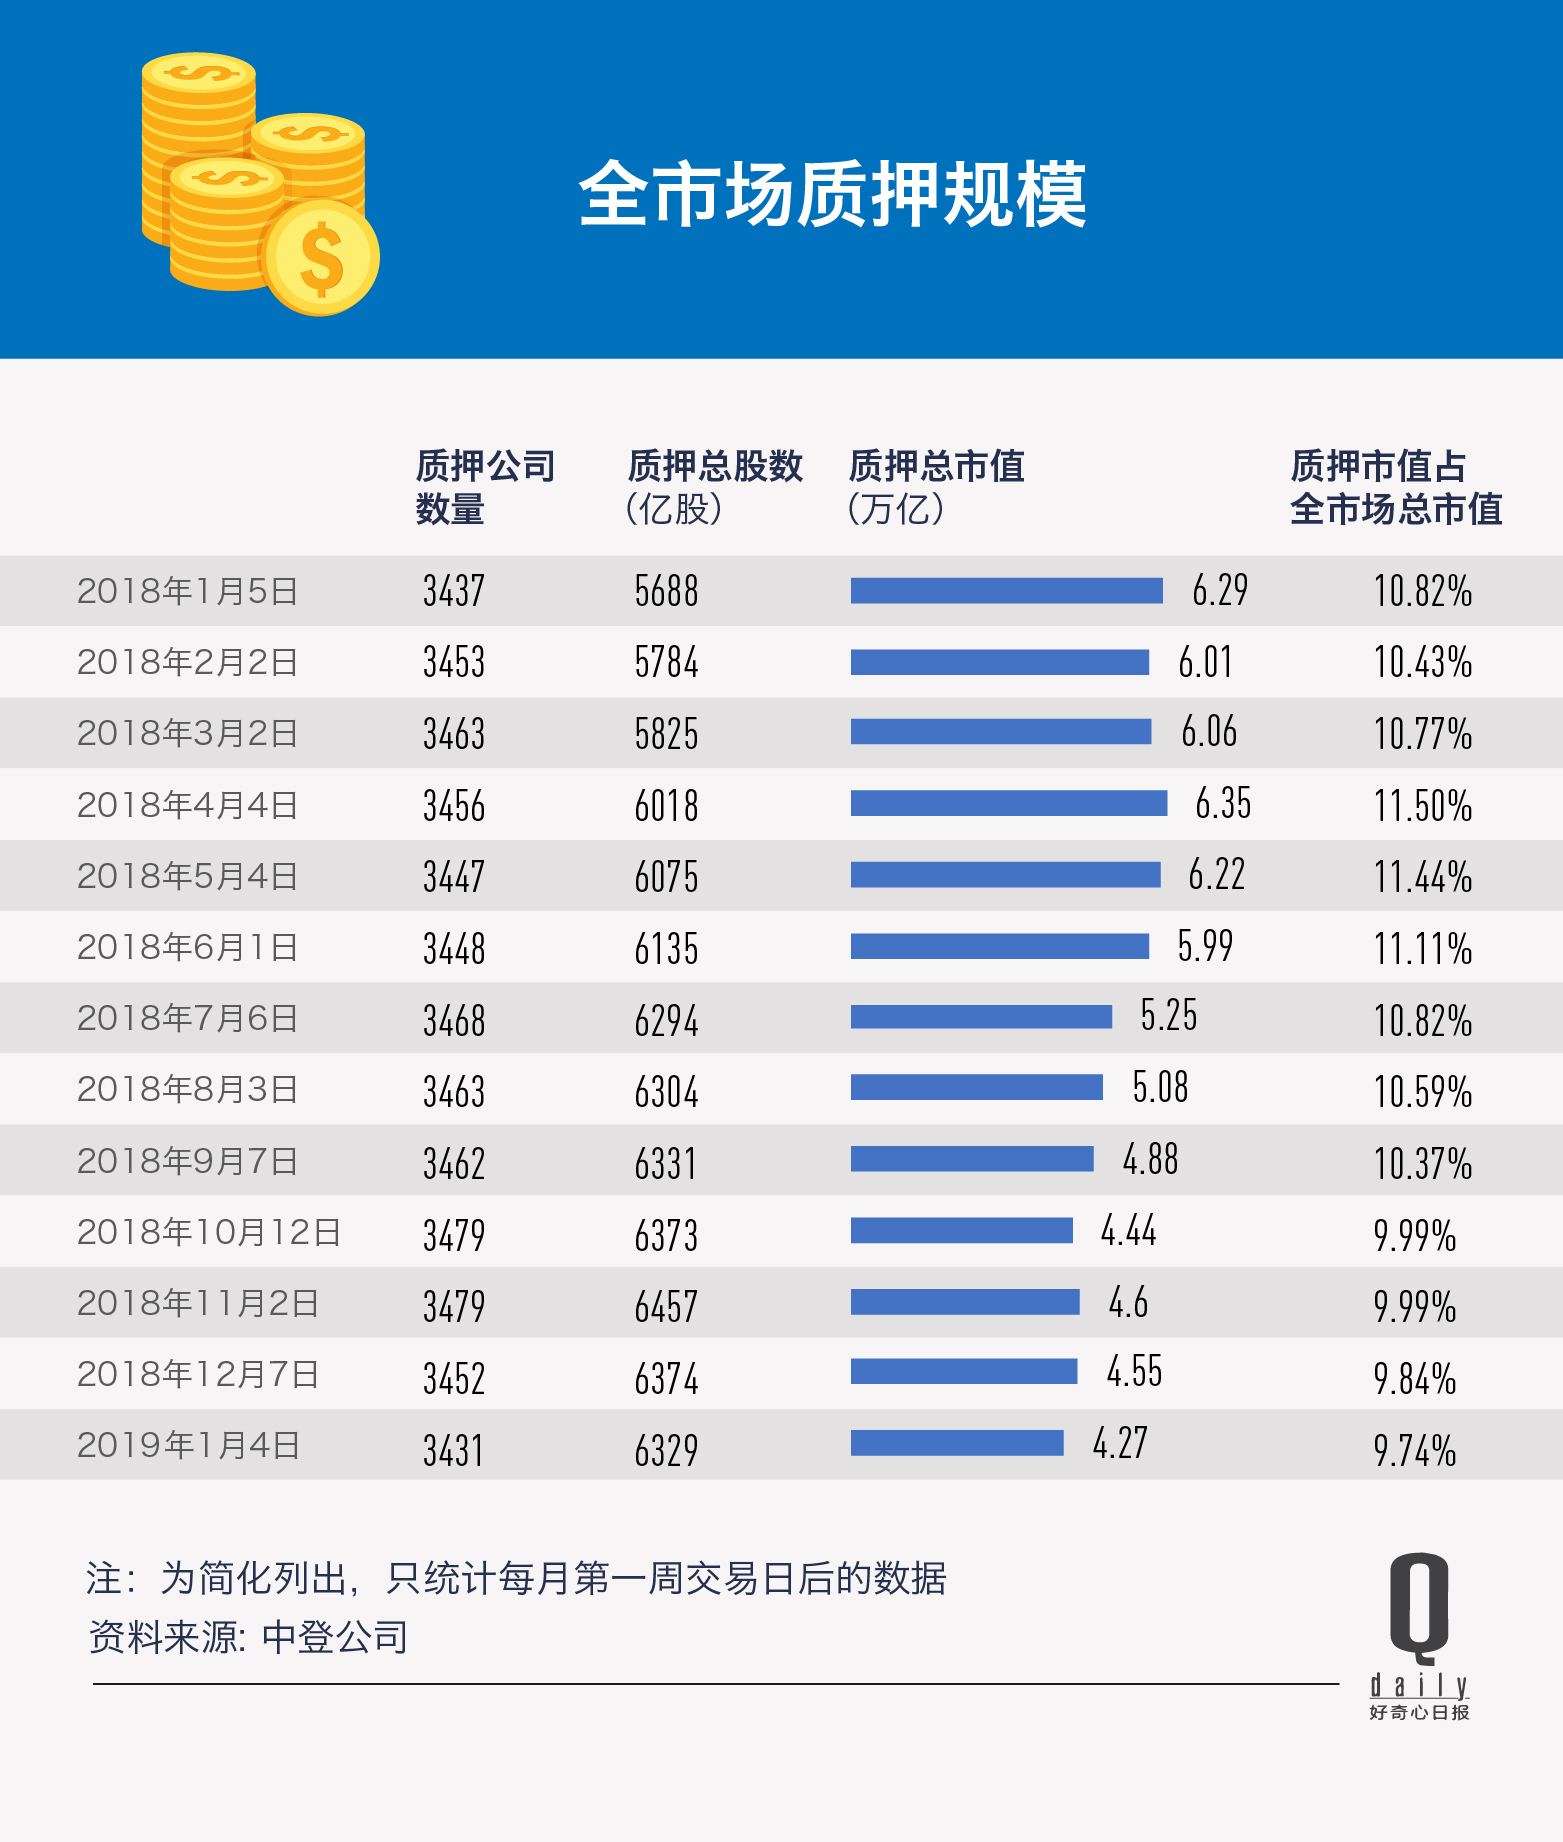 全市场质押规模
质押公司数量 质押总股数（亿股） 质押总市值（万亿） 质押市值占全市场总市值
2018年1月5日 3437 5688 6.29 10.82%
2018年2月2日 3453 5784 6.01 10.43%
2018年3月2日 3463 5825 6.06 10.77%
2018年4月4日 3456 6018 6.35 11.50%
2018年5月4日 3447 6075 6.22 11.44%
2018年6月1日 3448 6135 5.99 11.11%
2018年7月6日 3468 6294 5.25 10.82%
2018年8月3日 3463 6304 5.08 10.59%
2018年9月7日 3462 6331 4.88 10.37%
2018年10月12日 3479 6373 4.44 9.99%
2018年11月2日 3479 6457 4.6 9.99%
2018年12月7日 3452 6374 4.55 9.84%
2019年1月4日 3431 6329 4.27 9.74%
注：为简化列出，只统计每月第一周交易日后的数据
资料来源: 中登公司
Q
daily
好奇心日报